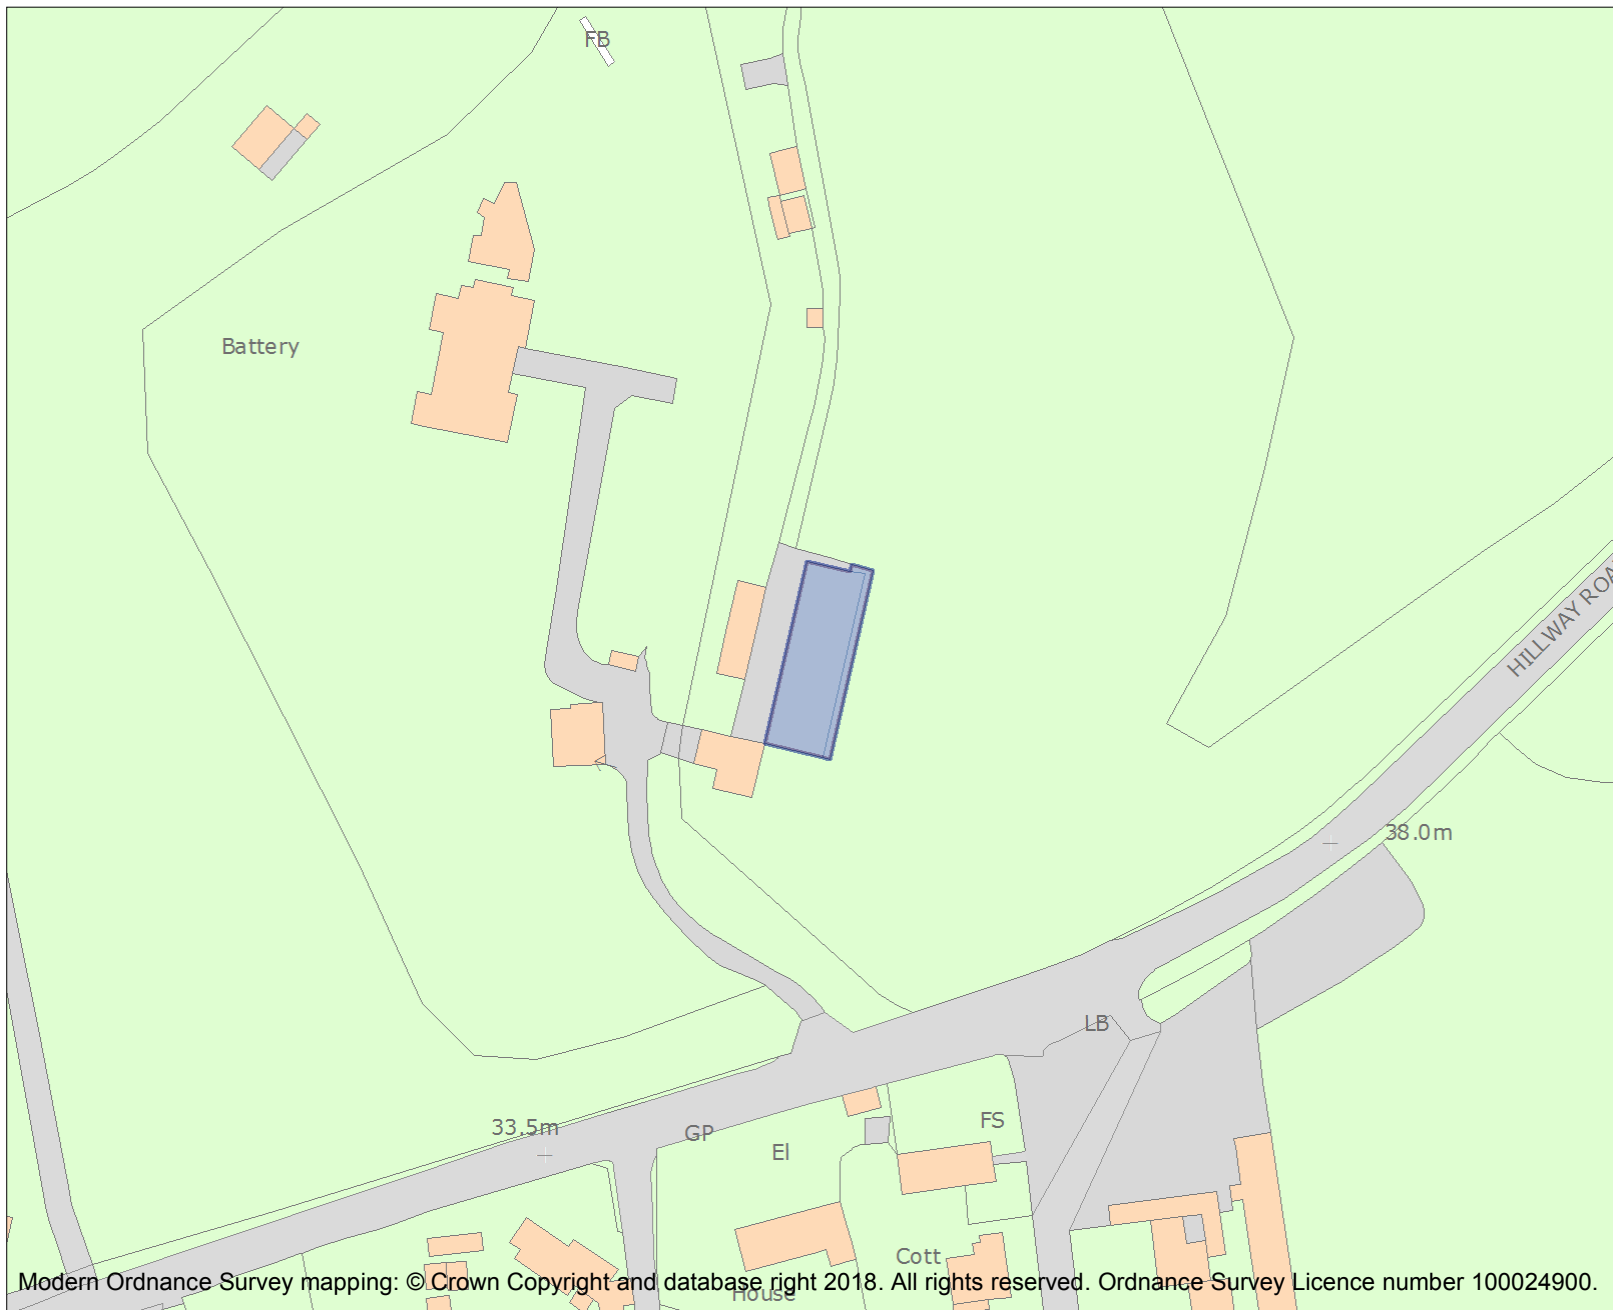 FB
Battery
HILLWAY ROA
38.0m
LB
33.5m
GP
FS
El
Cott
House
Modern Ordnance Survey mapping: © Crown Copyright and database right 2018. All rights reserved. Ordnance Survey Licence number 100024900.